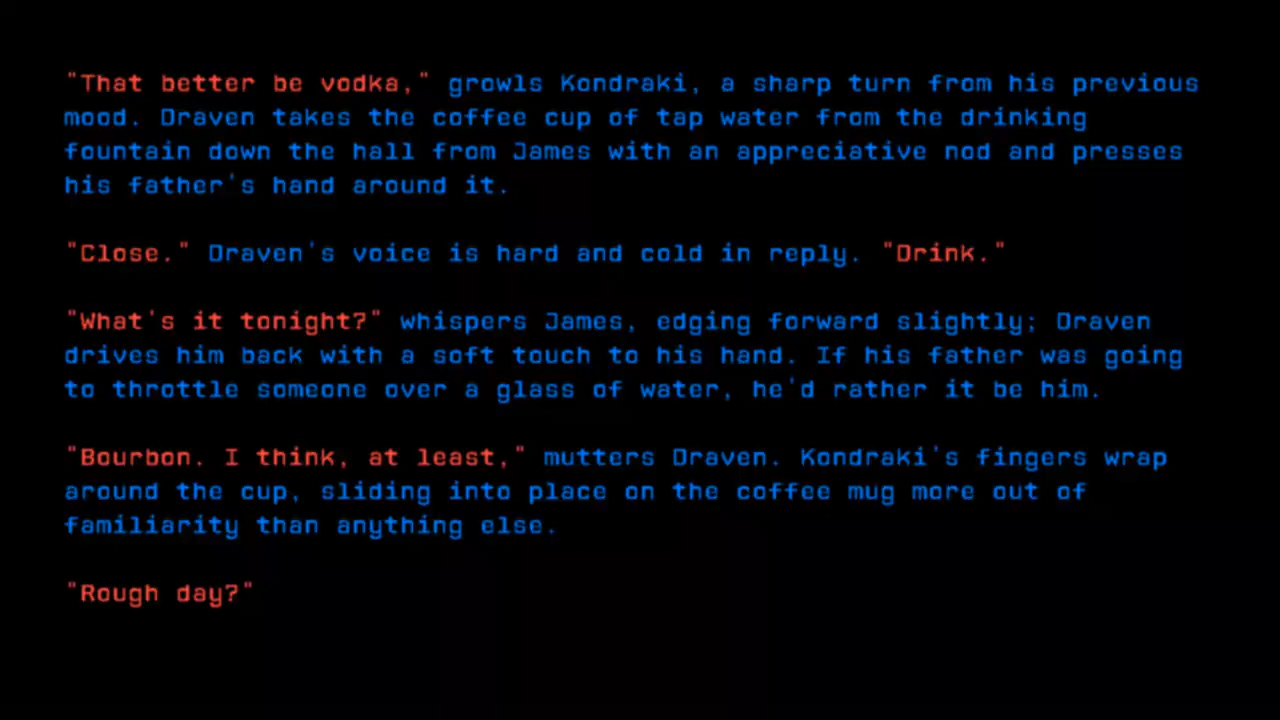 "That better be vodka," growls Kondraki, a sharp turn from his previous
mood. Draven takes the coffee cup of tap water from the drinking
fountain down the hall from James with an appreciative nod and presses
his father's hand around it.
"Close." Draven's voice is hard and cold in reply. "Drink."
"What's it tonight?" whispers James, edging forward slightly; Draven
drives him back with a soft touch to his hand. If his father was going
to throttle someone over a glass of water, he'd rather it be him.
"Bourbon. I think, at least," mutters Draven. Kondraki's fingers wrap
around the cup, sliding into place on the coffee mug more out of
familiarity than anything else.
"Rough day?"